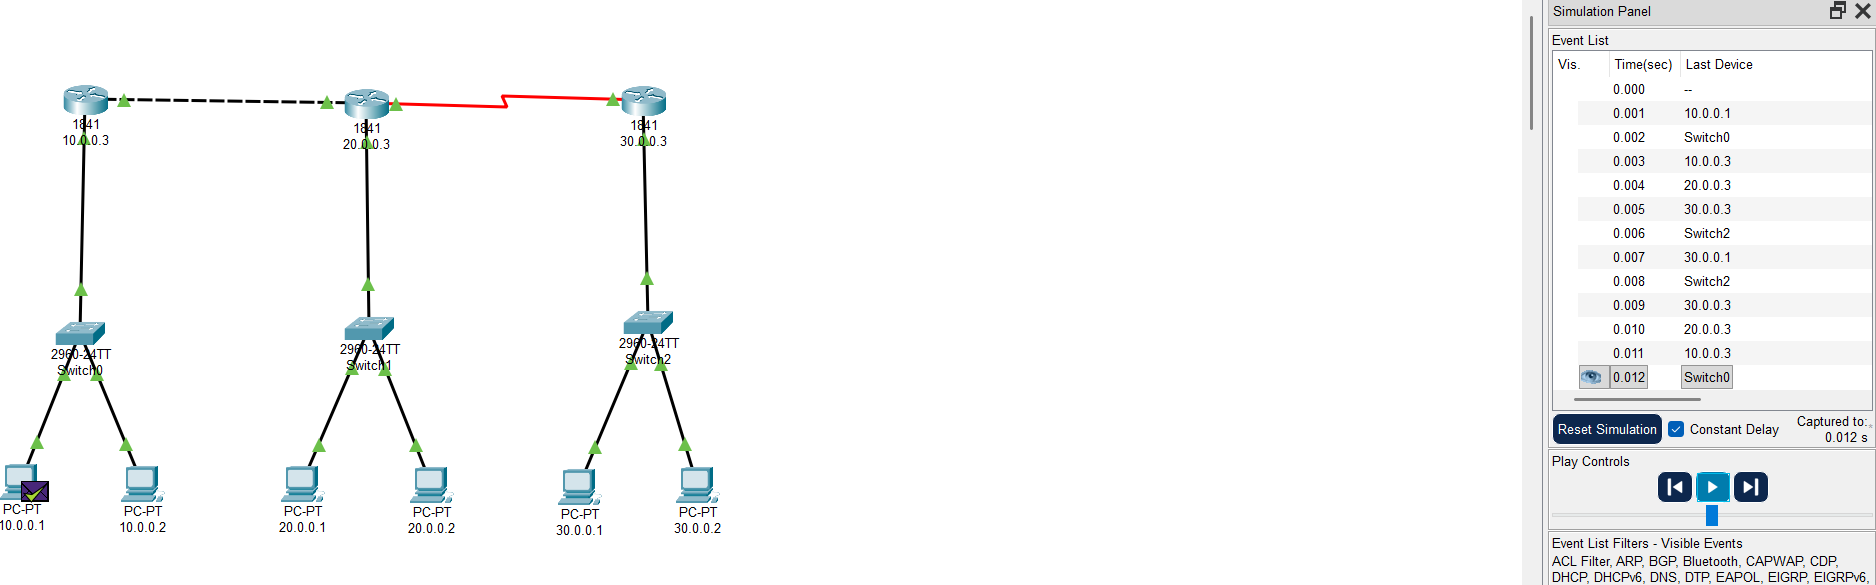 1841
10.0.0.3
1841
20.0.0.3
1841
30.0.0.3
2960-24TT
Switch0
2960-24TT
Switch1
2960-24TT
Switch2
PC-PT
10.0.0.1
PC-PT
10.0.0.2
PC-PT
20.0.0.1
PC-PT
20.0.0.2
PC-PT
30.0.0.1
PC-PT
30.0.0.2
Simulation Panel
Event List
Vis. Time(sec) Last Device
0.000 --
0.001 10.0.0.1
0.002 Switch0
0.003 10.0.0.3
0.004 20.0.0.3
0.005 30.0.0.3
0.006 Switch2
0.007 30.0.0.1
0.008 Switch2
0.009 30.0.0.3
0.010 20.0.0.3
0.011 10.0.0.3
0.012 Switch0
Reset Simulation Constant Delay Captured to:
0.012 s
Play Controls
Event List Filters - Visible Events
ACL Filter, ARP, BGP, Bluetooth, CAPWAP, CDP,
DHCP, DHCPv6, DNS, DTP, EAPOL, EIGRP, EIGRPv6,